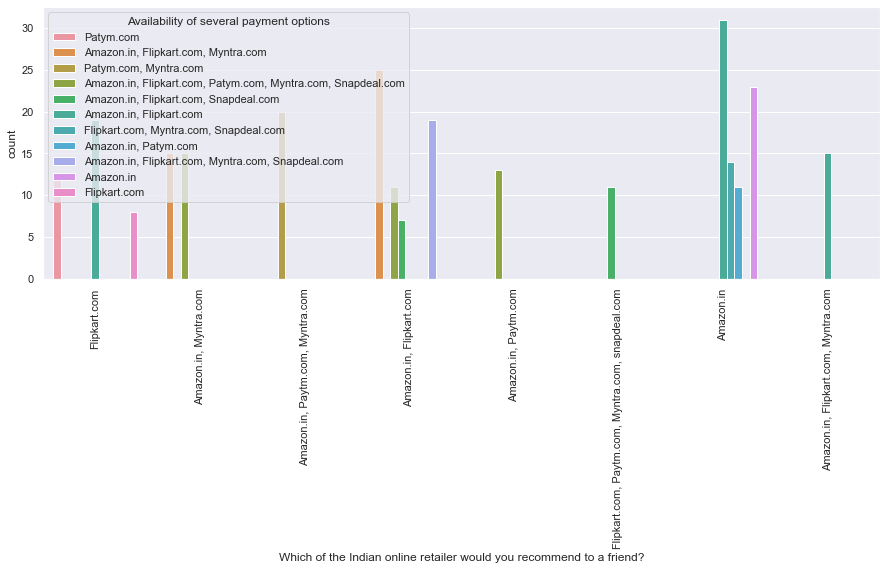 Availability of several payment options
Patym.com
Amazon.in, Flipkart.com, Myntra.com
Patym.com, Myntra.com
Amazon.in, Flipkart.com, Patym.com, Myntra.com, Snapdeal.com
Amazon.in, Flipkart.com, Snapdeal.com
Amazon.in, Flipkart.com
Flipkart.com, Myntra.com, Snapdeal.com
Amazon.in, Patym.com
Amazon.in, Flipkart.com, Myntra.com, Snapdeal.com
Amazon.in
Flipkart.com
30
25
20
15
10
5
0
count
Flipkart.com
Amazon.in, Myntra.com
Amazon.in, Paytm.com, Myntra.com
Amazon.in, Flipkart.com
Amazon.in, Paytm.com
Flipkart.com, Paytm.com, Myntra.com, snapdeal.com
Amazon.in
Amazon.in, Flipkart.com, Myntra.com
Which of the Indian online retailer would you recommend to a friend?